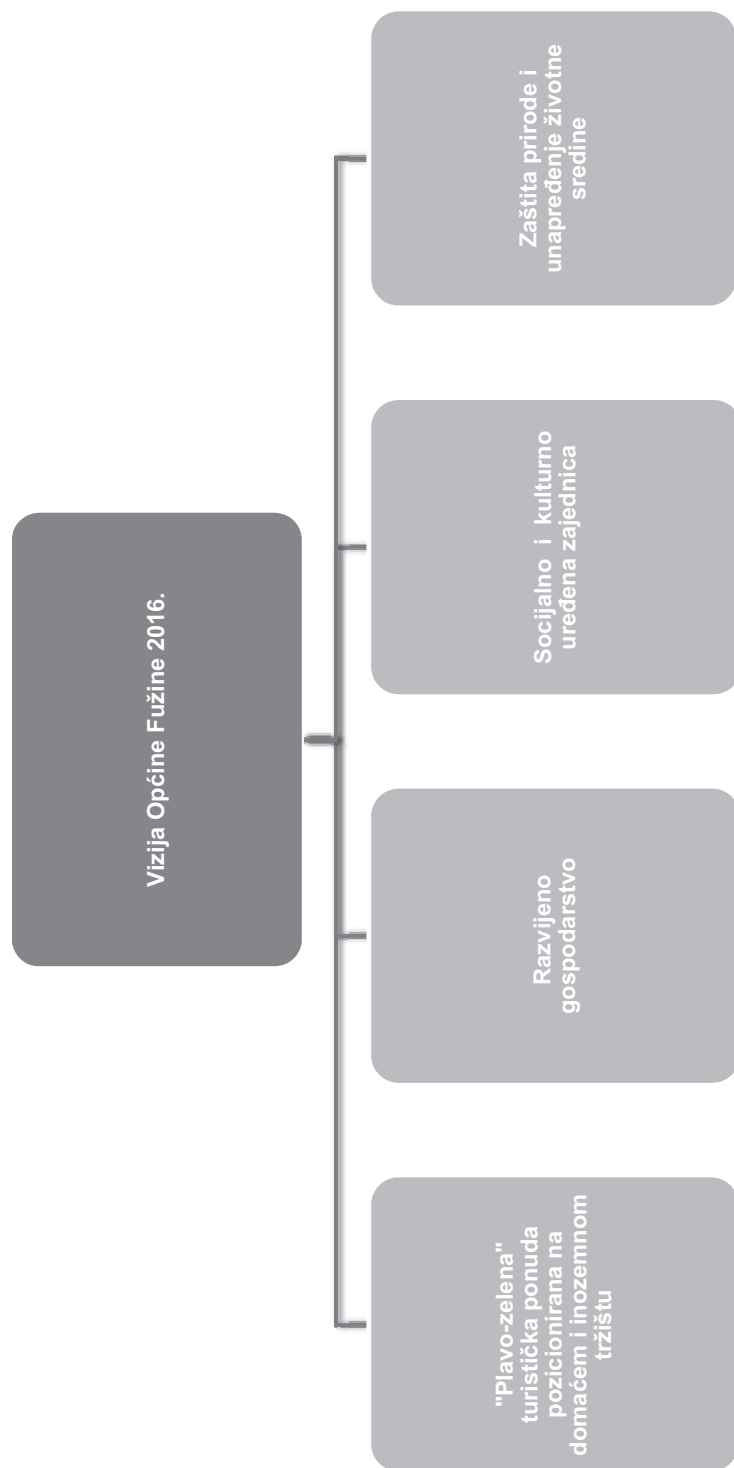 Vizija Općine Fužine 2016.
"Plavo-zelena"
turistička ponuda
pozicionirana na
domaćem i inozemnom
tržištu
Razvijeno
gospodarstvo
Socijalno i kulturno
uređena zajednica
Zaštita prirode i
unapređenje životne
sredine